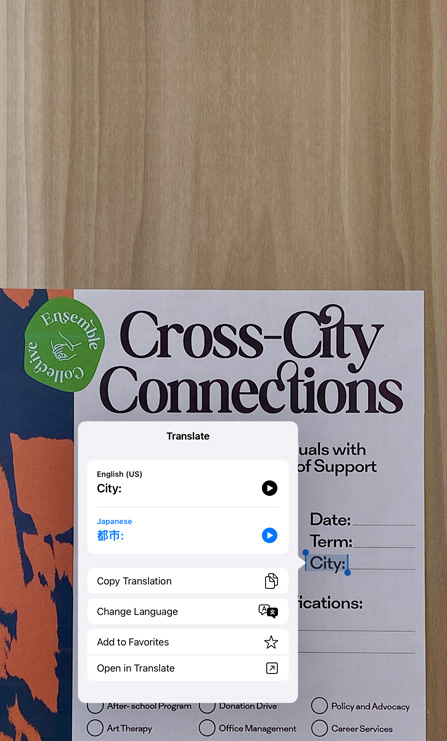 Ensemble
Collective
Cross-City
Connections
Translate
English (US)
City:
Japanese
都市:
Copy Translation
Change Language
Add to Favorites
Open in Translate
uals with
of Support
Date:
Term:
City:
fications:
After- school Program
Donation Drive
Policy and Advocacy
Art Therapy
Office Management
Career Services